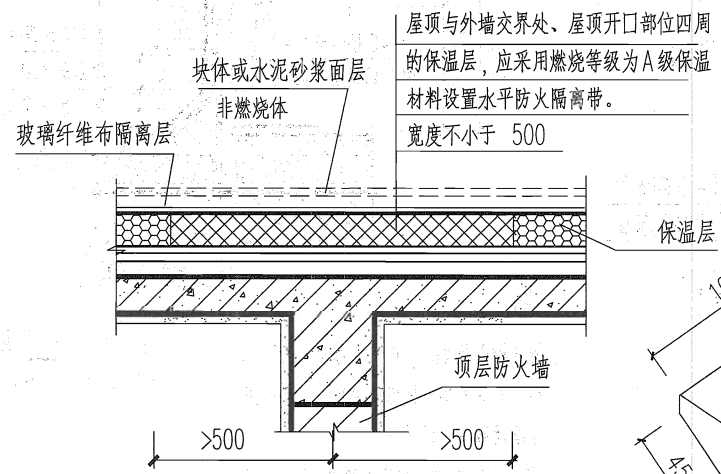 屋顶与外墙交界处、屋顶开口部位四周
的保温层，应采用燃烧等级为A级保温
材料设置水平防火隔离带。
宽度不小于 500
块体或水泥砂浆面层
非燃烧体
玻璃纤维布隔离层
保温层
顶层防火墙
>500
>500